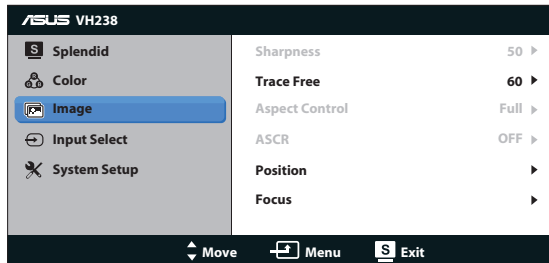 ASUS VH238
S Splendid
Color
Image
Input Select
System Setup
Sharpness 50
Trace Free 60
Aspect Control Full
ASCR OFF
Position
Focus
Move Menu S Exit